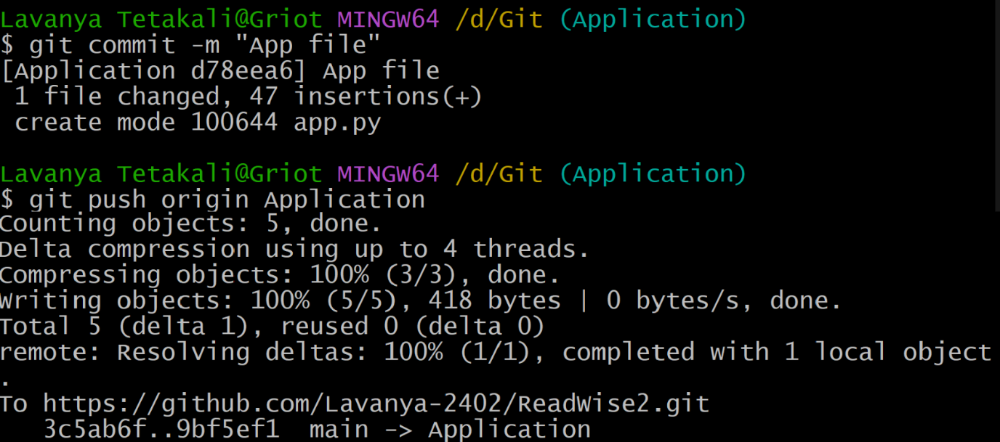 Lavanya Tetakali@Griot MINGW64 /d/Git (Application)
$ git commit -m "App file"
[Application d78eea6] App file
 1 file changed, 47 insertions(+)
 create mode 100644 app.py

Lavanya Tetakali@Griot MINGW64 /d/Git (Application)
$ git push origin Application
Counting objects: 5, done.
Delta compression using up to 4 threads.
Compressing objects: 100% (3/3), done.
Writing objects: 100% (5/5), 418 bytes | 0 bytes/s, done.
Total 5 (delta 1), reused 0 (delta 0)
remote: Resolving deltas: 100% (1/1), completed with 1 local object
.
To https://github.com/Lavanya-2402/ReadWise2.git
   3c5ab6f..9bf5ef1  main -> Application